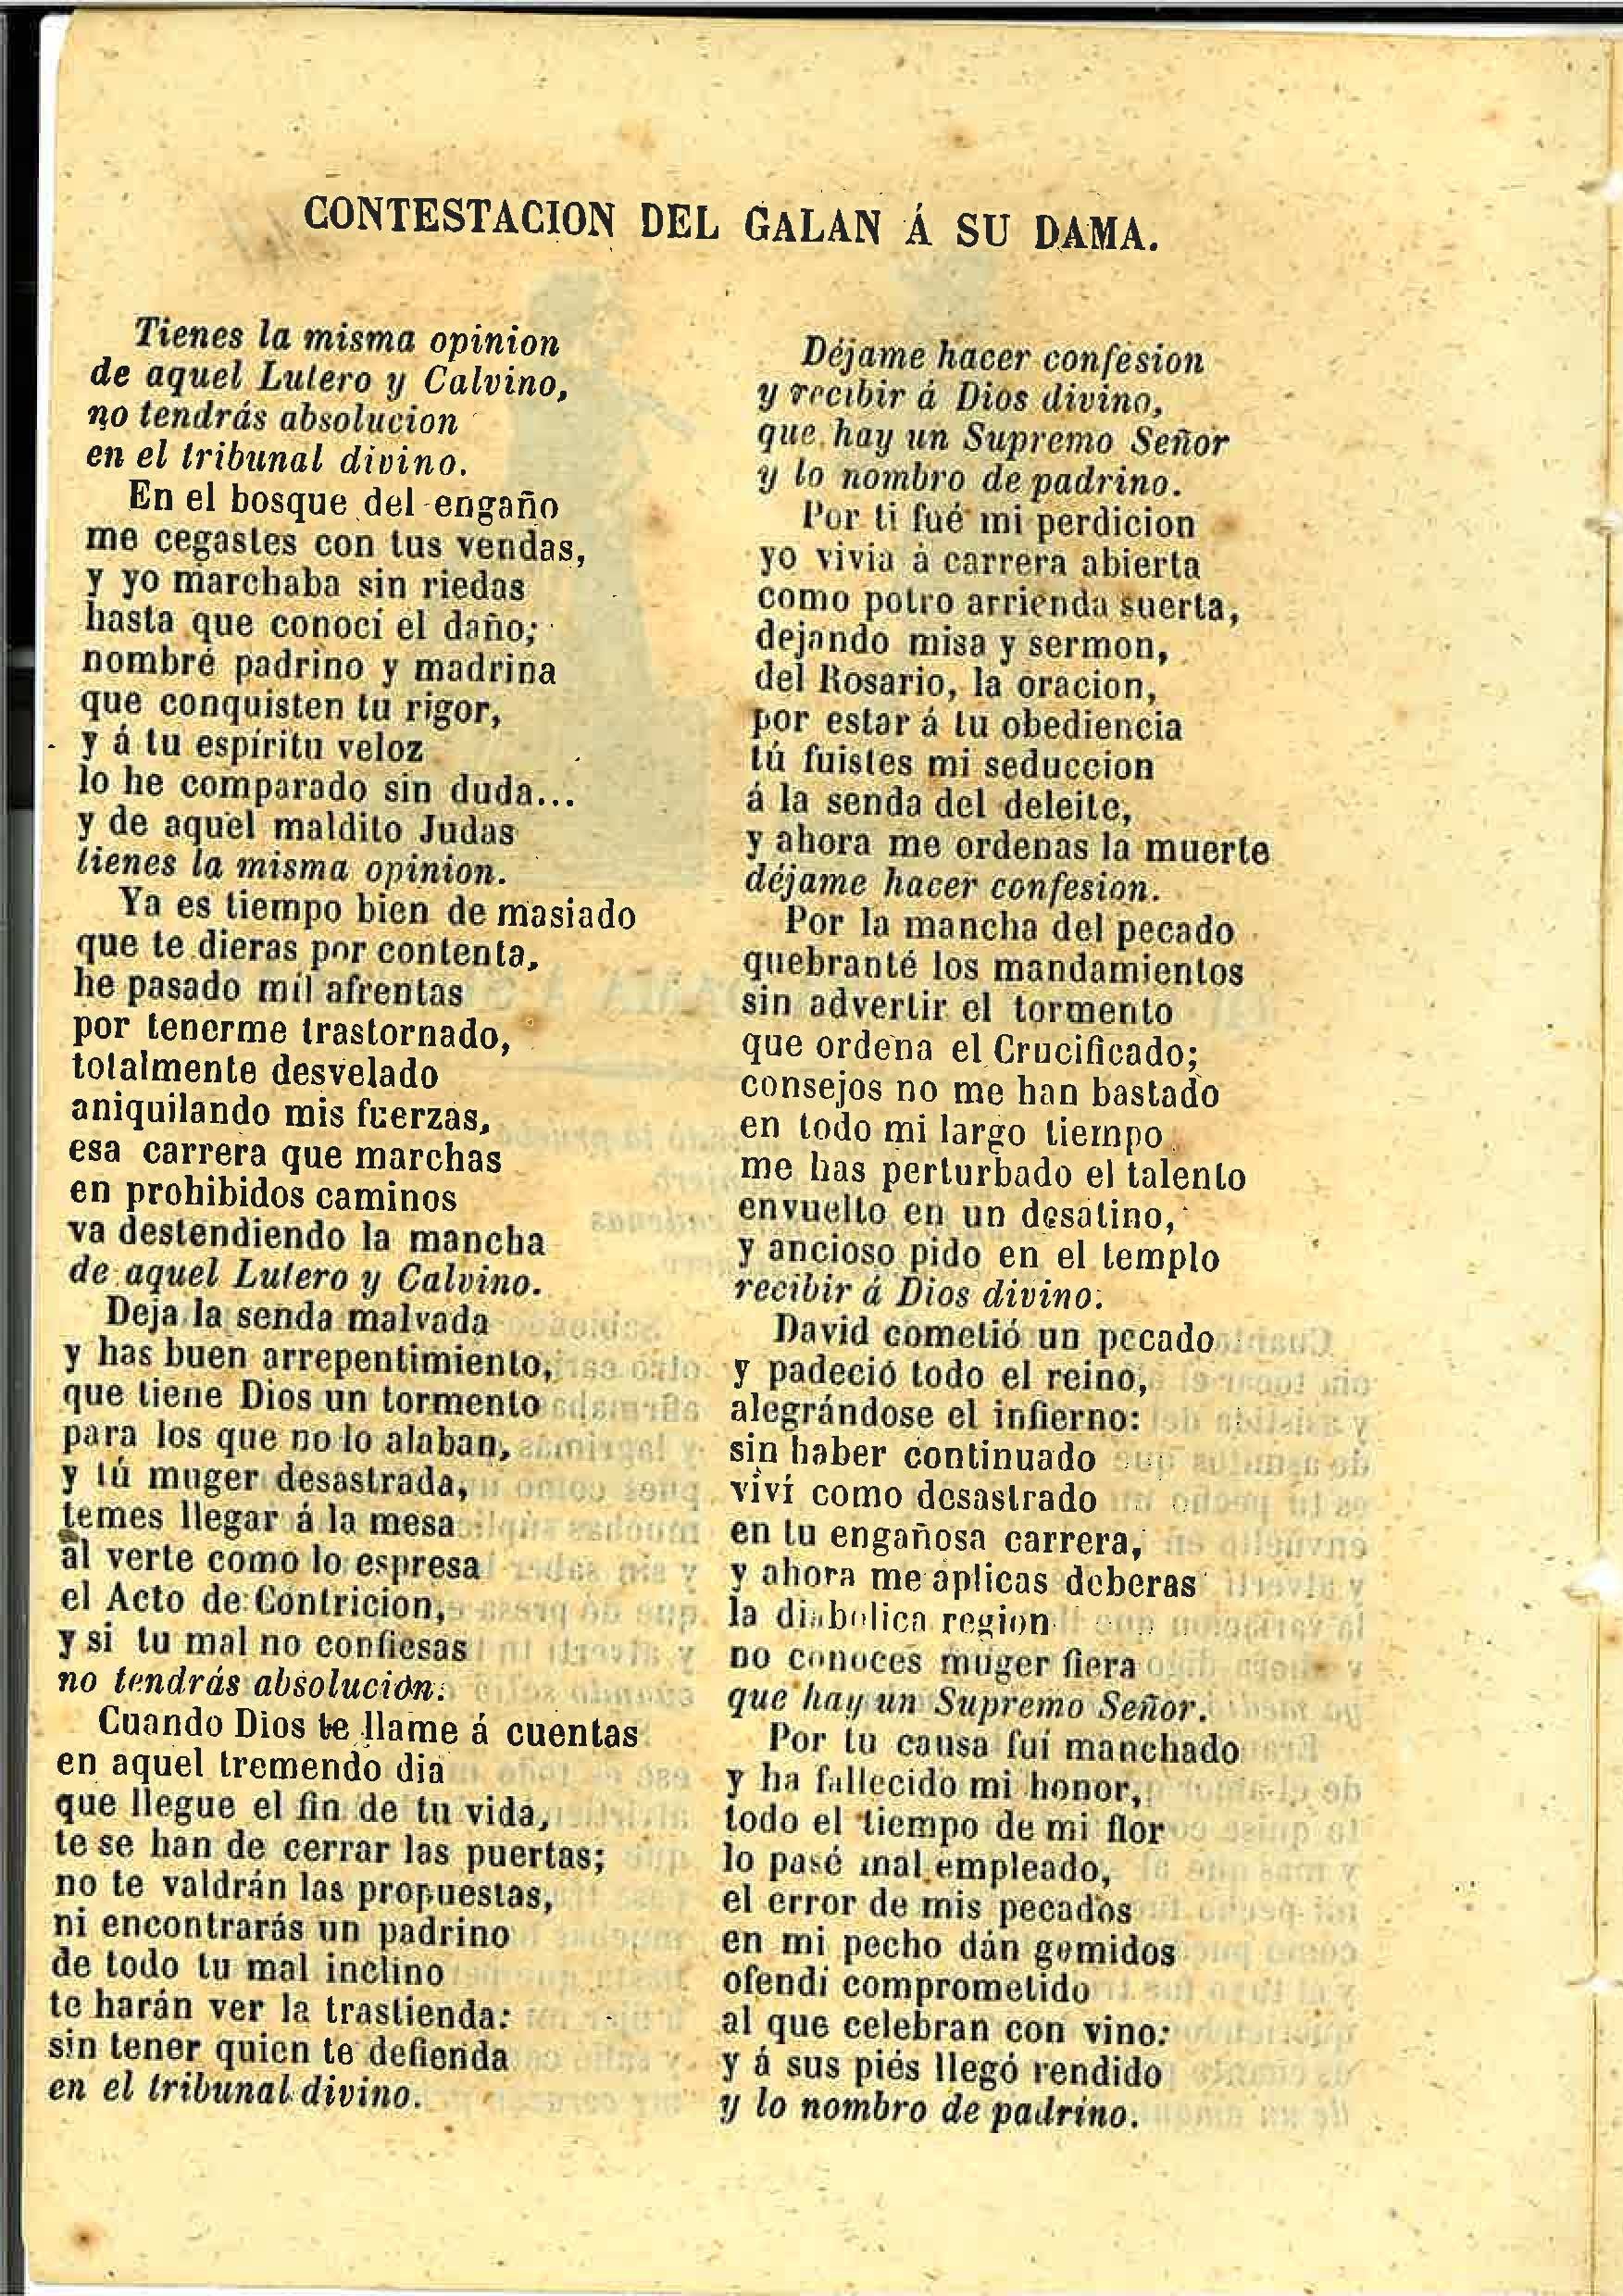 CONTESTACION DEL GALAN Á SU DAMA.
Tienes la misma opinion
de aquel Lutero y Calvino,
no tendrás absolucion
en el tribunal divino.
En el bosque del engaño
me cegastes con tus vendas,
y yo marchaba sin riedas
hasta que conocí el daño;
nombré padrino y madrina
que conquisten tu rigor,
y á tu espíritu veloz
lo he comparado sin duda...
y de aquel maldito Judas
tienes la misma opinion.
Ya es tiempo bien de masiado
que te dieras por contenta,
he pasado mil afrentas
por tenerme trastornado,
totalmente desvelado
aniquilando mis fuerzas,
esa carrera que marchas
en prohibidos caminos
va destendiendo la mancha
de aquel Lutero y Calvino.
Deja la senda malvada
y has buen arrepentimiento,
que tiene Dios un tormento
para los que no lo alaban,
y tú muger desastrada,
temes llegar á la mesa
al verte como lo espresa
el Acto de Contricion,
y si tu mal no confiesas
no tendrás absolución.
Cuando Dios te llame á cuentas
en aquel tremendo dia
que llegue el fin de tu vida,
te se han de cerrar las puertas;
no te valdrán las propuestas,
ni encontrarás un padrino
de todo tu mal inclino
te harán ver la trastienda:
sin tener quien te defienda
en el tribunal divino.
Déjame hacer confesion
y recibir á Dios divino,
que hay un Supremo Señor
y lo nombro de padrino.
Por ti fué mi perdicion
yo vivia á carrera abierta
como potro arrienda suerta,
dejando misa y sermon,
del Rosario, la oracion,
por estar á tu obediencia
tú fuistes mi seduccion
á la senda del deleite,
y ahora me ordenas la muerte
déjame hacer confesion.
Por la mancha del pecado
quebranté los mandamientos
sin advertir el tormento
que ordena el Crucificado;
consejos no me han bastado
en todo mi largo tiempo
me has perturbado el talento
envuelto en un desatino,
y ancioso pido en el templo
recibir á Dios divino.
David cometió un pecado
y padeció todo el reino,
alegrándose el infierno:
sin haber continuado
viví como desastrado
en tu engañosa carrera,
y ahora me aplicas deberas
la diabolica region
no conoces muger fiera
que hay un Supremo Señor.
Por tu causa fuí manchado
y ha fallecido mi honor,
todo el tiempo de mi flor
lo pasé mal empleado,
el error de mis pecados
en mi pecho dán gemidos
ofendi comprometido
al que celebran con vino:
y á sus piés llegó rendido
y lo nombro de padrino.